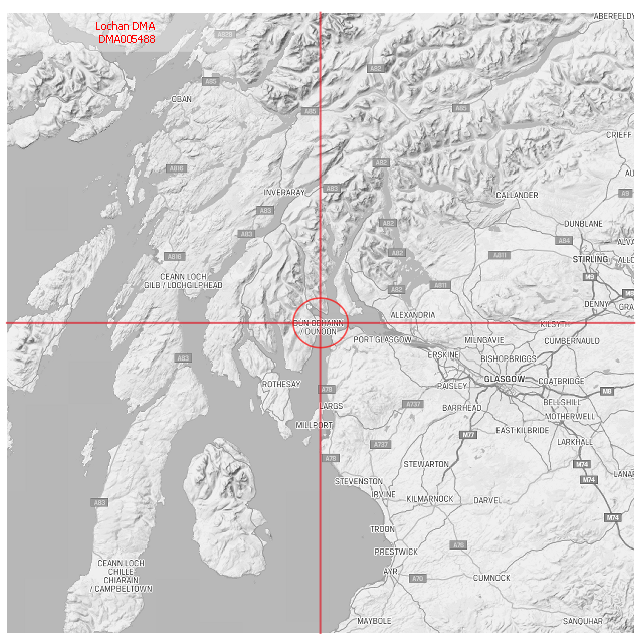 Lochan DMA
DMA005488
ABERFELDY
A828
A82
A85
OBAN
A85
A85
CRIEFF
A82
A816
INVERARAY
A83
CALLANDER
A9
A83
A82
DUNBLANE
A83
A84
A82
A811
A816
STIRLING
CEANN LOCH
GILB / LOCHGILPHEAD
M9
A82
A811
DENNY
ALEXANDRIA
DUN OBHAINN
/ DUNOON
KILSYTH
PORT GLASGOW
MILNGAVIE
CUMBERNAULD
ERSKINE
BISHOPBRIGGS
A83
GLASGOW
COATBRIDGE
ROTHESAY
PAISLEY
A78
M8
LARGS
A737
BARRHEAD
BELLSHILL
MOTHERWELL
MILLPORT
M77
EAST KILBRIDE
A737
LARKHALL
A78
STEWARTON
M74
STEVENSTON
M74
IRVINE
KILMARNOCK
DARVEL
A83
M74
TROON
PRESTWICK
A76
CEANN LOCH
CHILLE
CHIARAIN
/ CAMPBELTOWN
AYR
A70
CUMNOCK
MAYBOLE
SANQUHAR